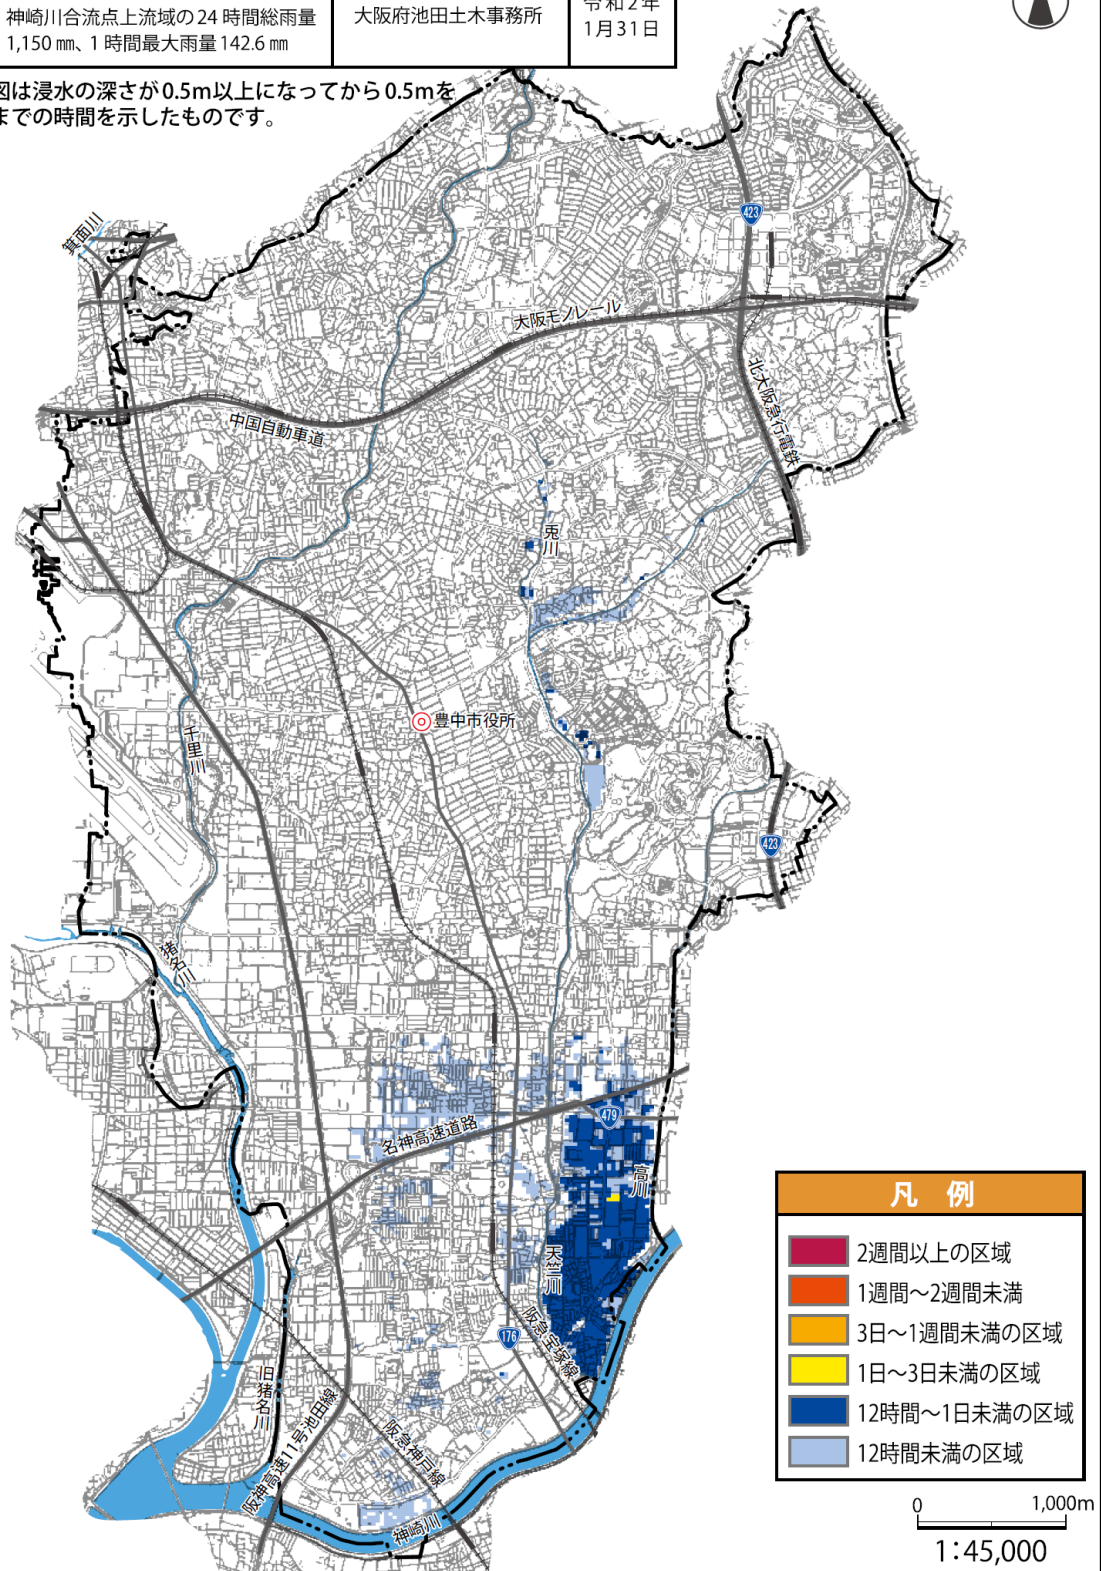 神崎川合流点上流域の24時間総雨量
1,150㎜、1時間最大雨量142.6㎜
大阪府池田土木事務所
令和2年
1月31日
図は浸水の深さが0.5m以上になってから0.5mを
までの時間を示したものです。
423
箕面川
大阪モノレール
北大阪急行電鉄
中国自動車道
兎川
豊中市役所
千里川
423
猪名川
479
名神高速道路
高川
天竺川
176
阪急宝塚線
旧猪名川
阪神高速11号池田線
阪急神戸線
神崎川
凡 例
2週間以上の区域
1週間～2週間未満
3日～1週間未満の区域
1日～3日未満の区域
12時間～1日未満の区域
12時間未満の区域
0 1,000m
1：45,000